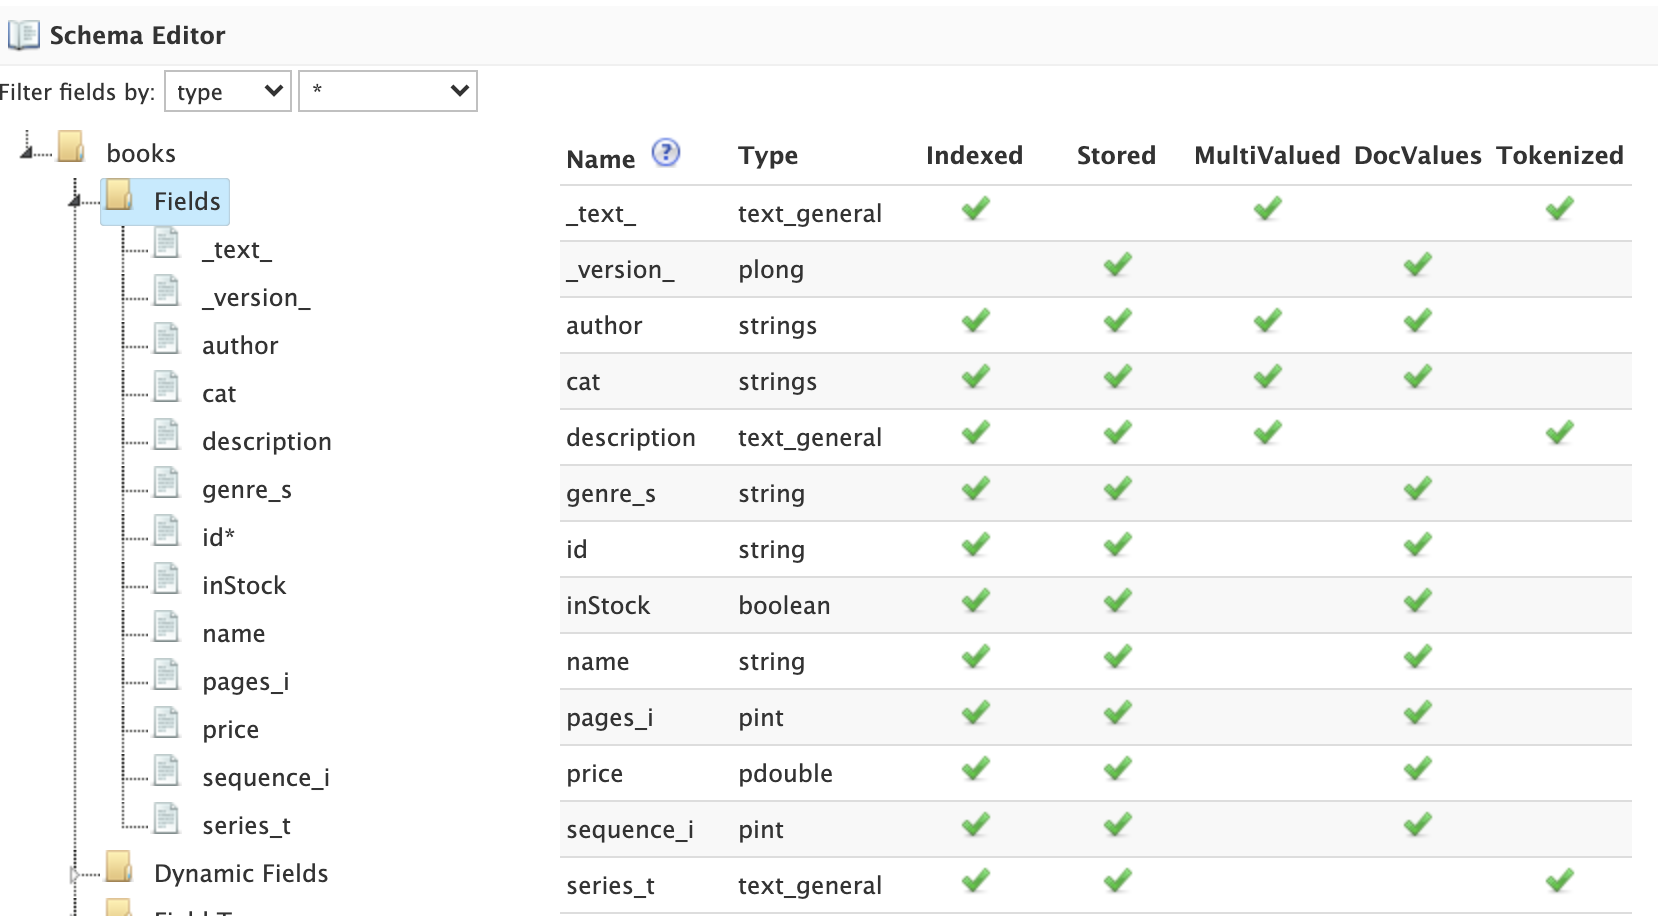 Schema Editor
Filter fields by: type *
books
Fields
_text_
_version_
author
cat
description
genre_s
id*
inStock
name
pages_i
price
sequence_i
series_t
Dynamic Fields
Name ? Type Indexed Stored MultiValued DocValues Tokenized
_text_ text_general
_version_ plong
author strings
cat strings
description text_general
genre_s string
id string
inStock boolean
name string
pages_i pint
price pdouble
sequence_i pint
series_t text_general